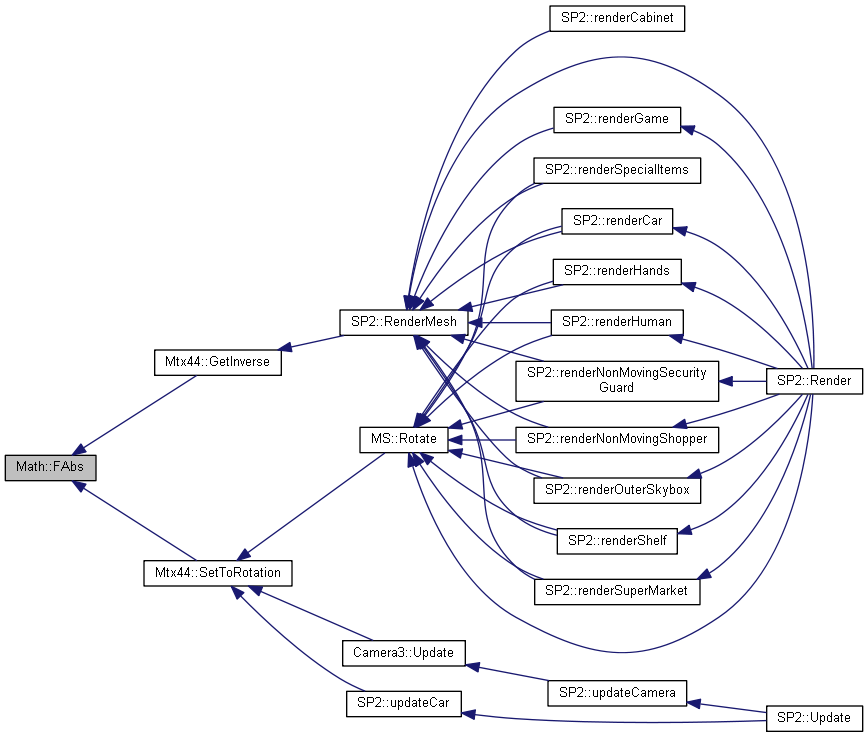 SP2::renderCabinet
SP2::renderGame
SP2::renderSpecialItems
SP2::renderCar
SP2::renderHands
SP2::RenderMesh
SP2::renderHuman
Mtx44::GetInverse
SP2::renderNonMovingSecurity
Guard
SP2::Render
MS::Rotate
SP2::renderNonMovingShopper
Math::FAbs
SP2::renderOuterSkybox
SP2::renderShelf
Mtx44::SetToRotation
SP2::renderSuperMarket
Camera3::Update
SP2::updateCamera
SP2::updateCar
SP2::Update